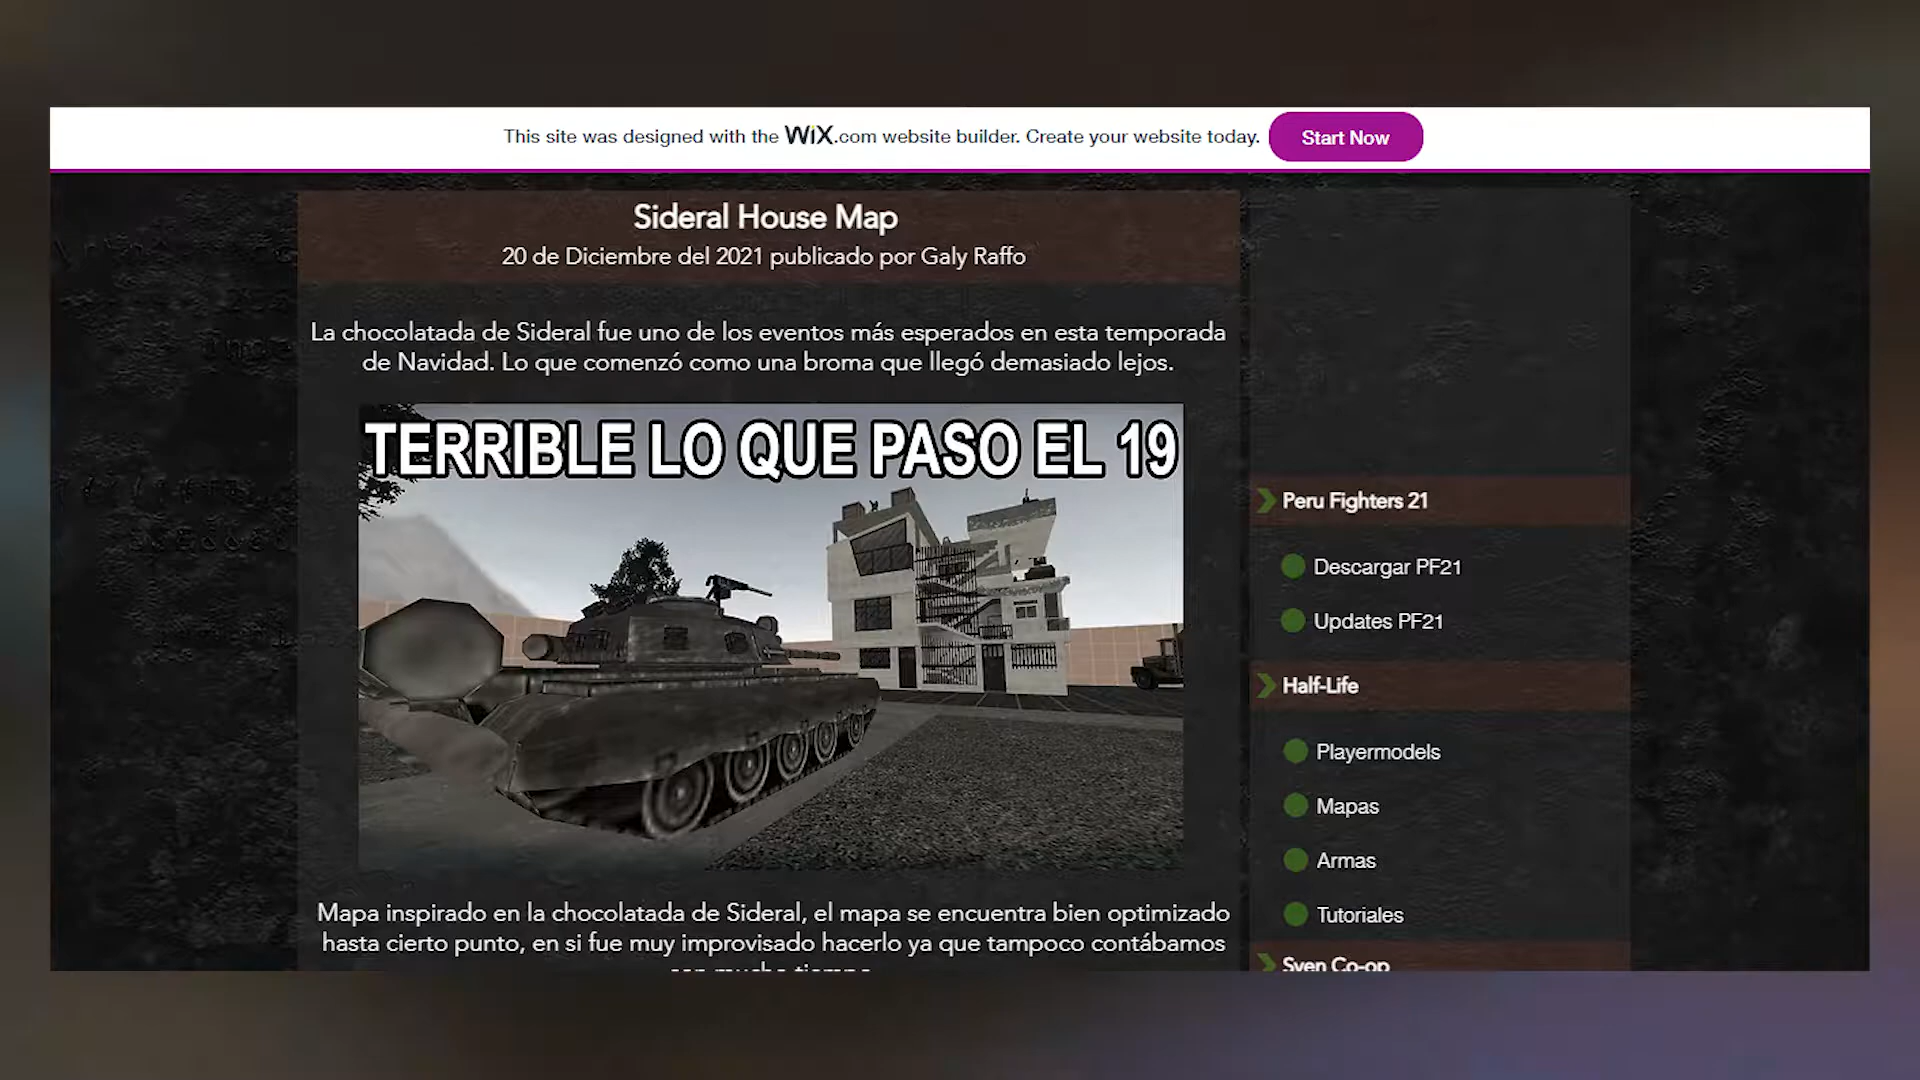 This site was designed with the WiX.com website builder. Create your website today. Start Now
Sideral House Map
20 de Diciembre del 2021 publicado por Galy Raffo
La chocolatada de Sideral fue uno de los eventos más esperados en esta temporada
de Navidad. Lo que comenzó como una broma que llegó demasiado lejos.
TERRIBLE LO QUE PASO EL 19
Mapa inspirado en la chocolatada de Sideral, el mapa se encuentra bien optimizado
hasta cierto punto, en si fue muy improvisado hacerlo ya que tampoco contábamos
con mucho tiempo
Peru Fighters 21
Descargar PF21
Updates PF21
Half-Life
Playermodels
Mapas
Armas
Tutoriales
Sven Co-op